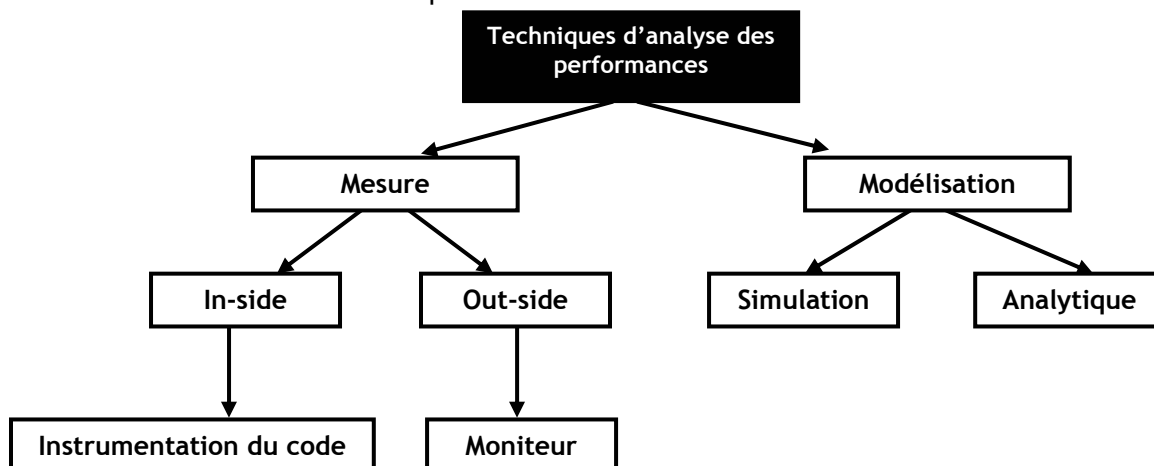 Techniques d’analyse des
performances
Mesure
Modélisation
In-side
Out-side
Simulation
Analytique
Instrumentation du code
Moniteur